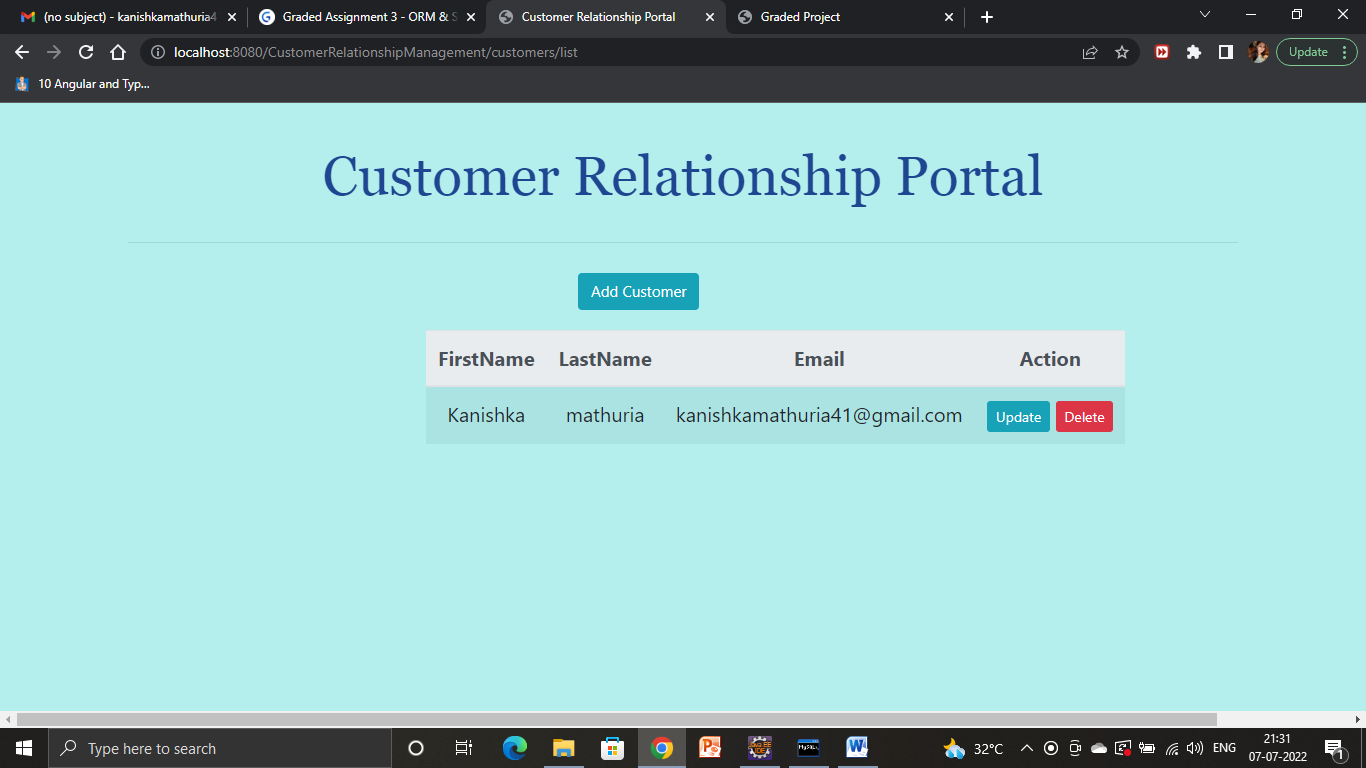 (no subject) - kanishkamathuria4
Graded Assignment 3 - ORM & S
Customer Relationship Portal
Graded Project
localhost:8080/CustomerRelationshipManagement/customers/list
Update
10 Angular and Typ...
Customer Relationship Portal
Add Customer
FirstName LastName Email Action
Kanishka mathuria kanishkamathuria41@gmail.com Update Delete
Type here to search
32°C
ENG
21:31
07-07-2022
1